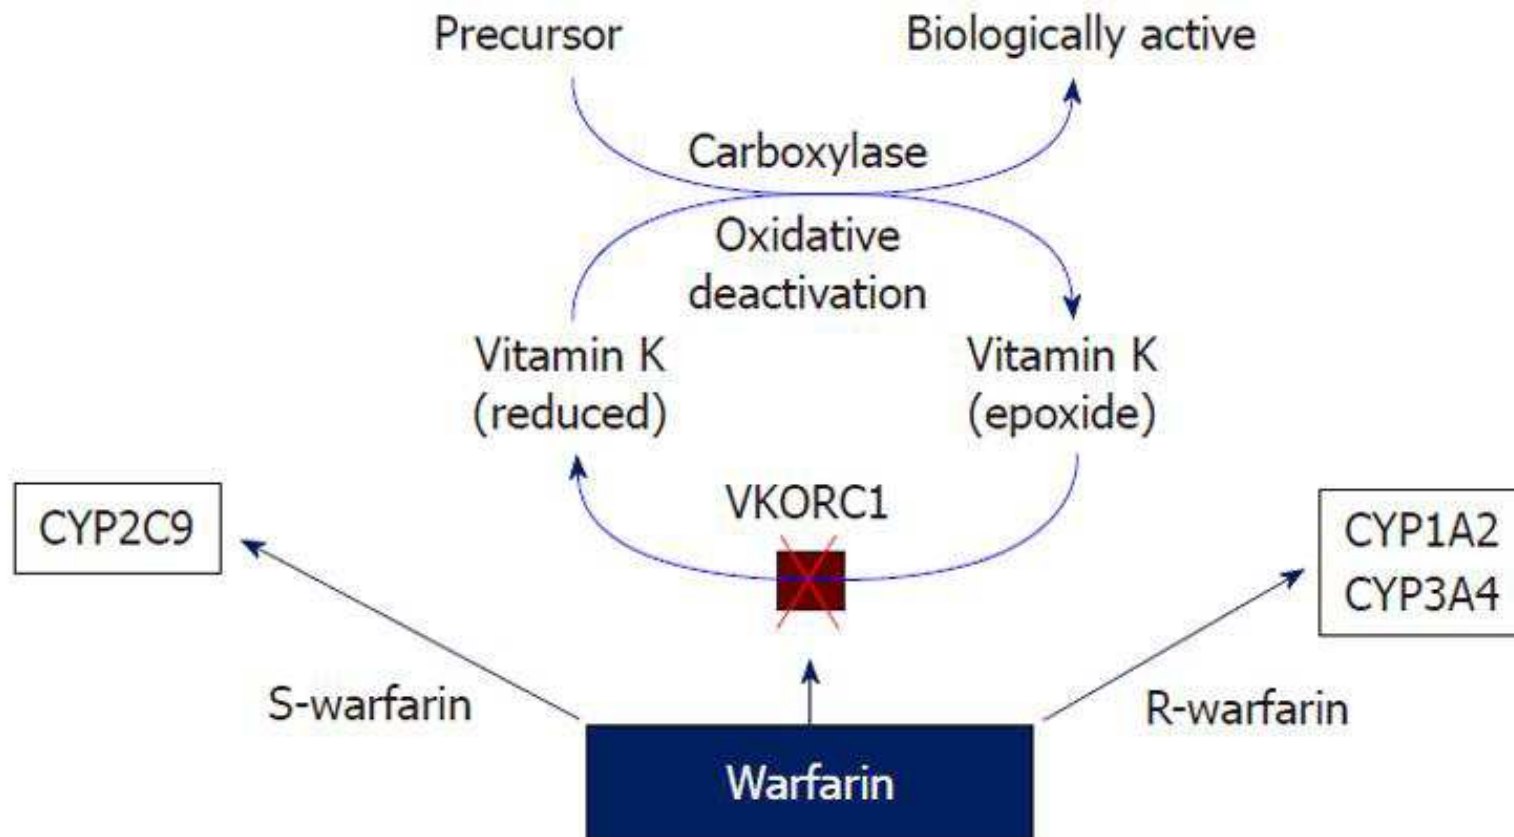 Precursor
Biologically active
Carboxylase
Oxidative
deactivation
Vitamin K
(reduced)
Vitamin K
(epoxide)
VKORC1
CYP2C9
CYP1A2
CYP3A4
S-warfarin
R-warfarin
Warfarin